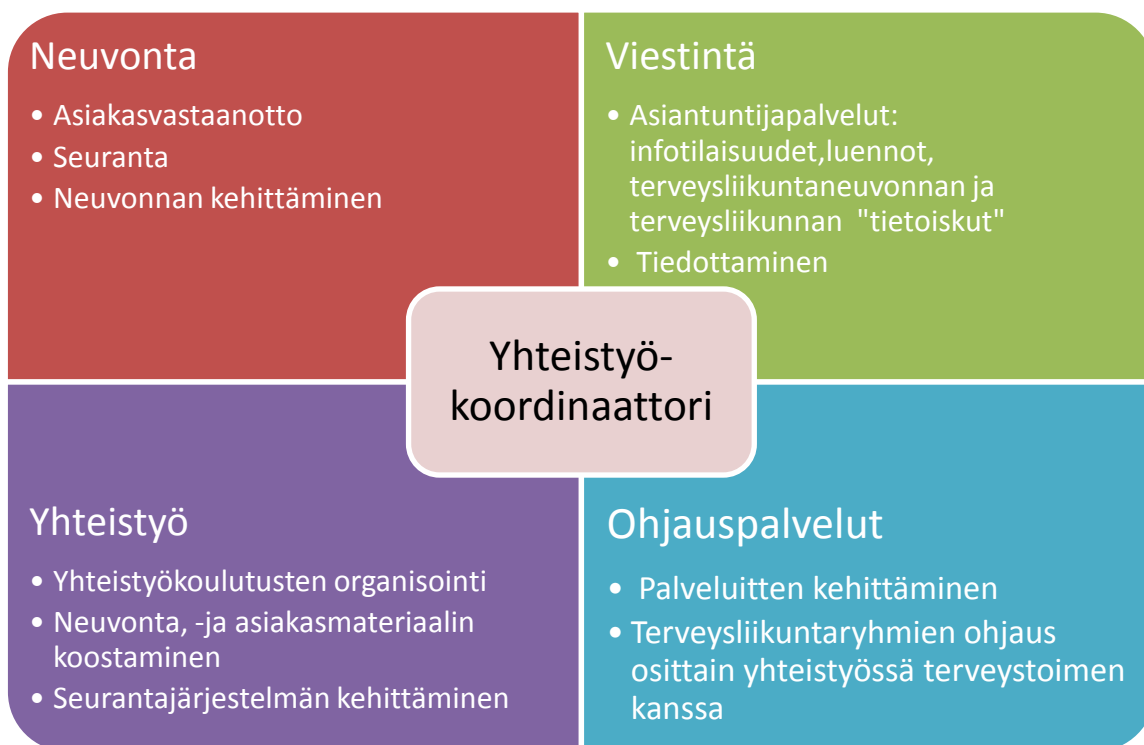 Neuvonta
• Asiakasvastaanotto
• Seuranta
• Neuvonnan kehittäminen
Viestintä
• Asiantuntijapalvelut:
infotilaisuudet,luennot,
terveysliikuntaneuvonnan ja
terveysliikunnan "tietoiskut"
• Tiedottaminen
Yhteistyö-
koordinaattori
Yhteistyö
• Yhteistyökoulutusten organisointi
• Neuvonta, -ja asiakasmateriaalin
koostaminen
• Seurantajärjestelmän kehittäminen
Ohjauspalvelut
• Palveluitten kehittäminen
• Terveysliikuntaryhmien ohjaus
osittain yhteistyössä terveystoimen
kanssa